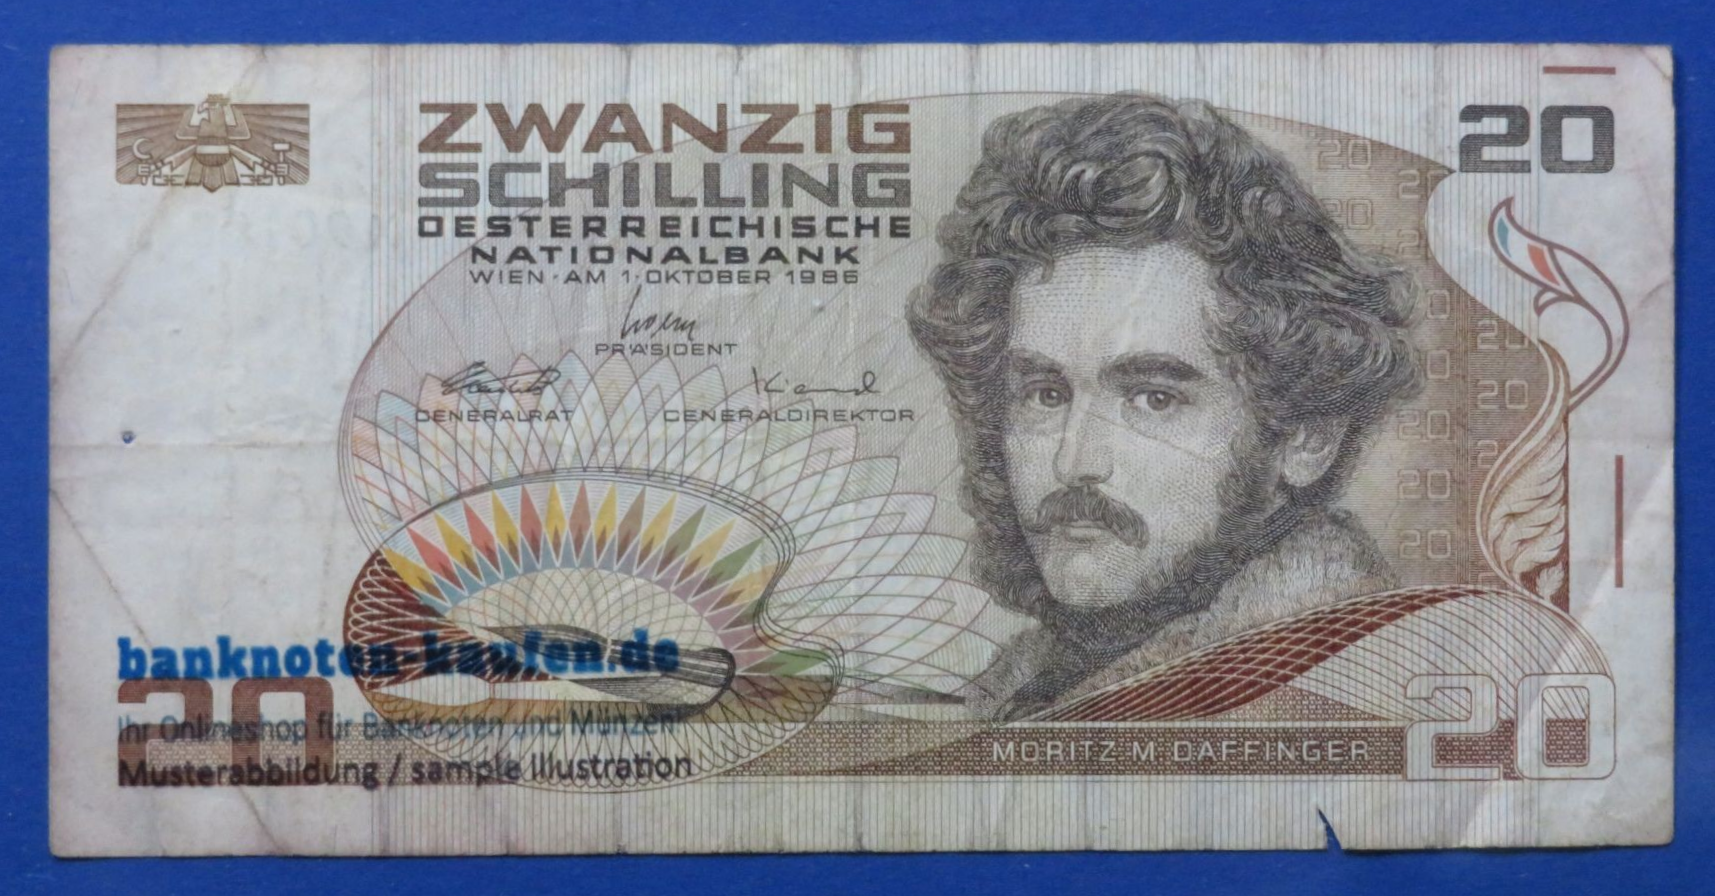 ZWANZIG
SCHILLING
OESTERREICHISCHE
NATIONALBANK
WIEN · AM 1 · OKTOBER 1986
PRÄSIDENT
GENERALRAT
GENERALDIREKTOR
20
banknoten-kaufen.de
20
Ihr Onlineshop für Banknoten und Münzen
Musterabbildung / sample illustration
MORITZ M. DAFFINGER
20